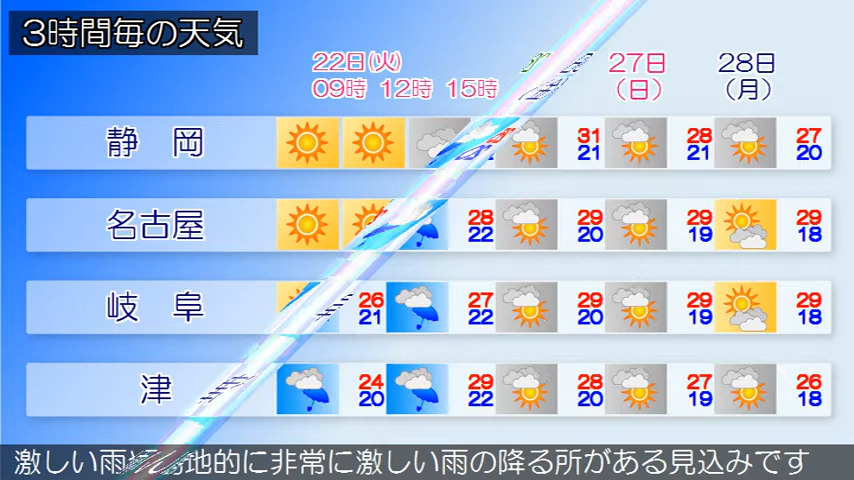 3時間毎の天気
22日(火)
27日 28日
09時 12時 15時
(日) (月)
静岡 31 28 27
21 21 20
名古屋 28 29 29 29
22 20 19 18
岐阜 26 27 29 29 29
21 22 20 19 18
津 24 29 28 27 26
20 22 20 19 18
激しい雨 地的に非常に激しい雨の降る所がある見込みです